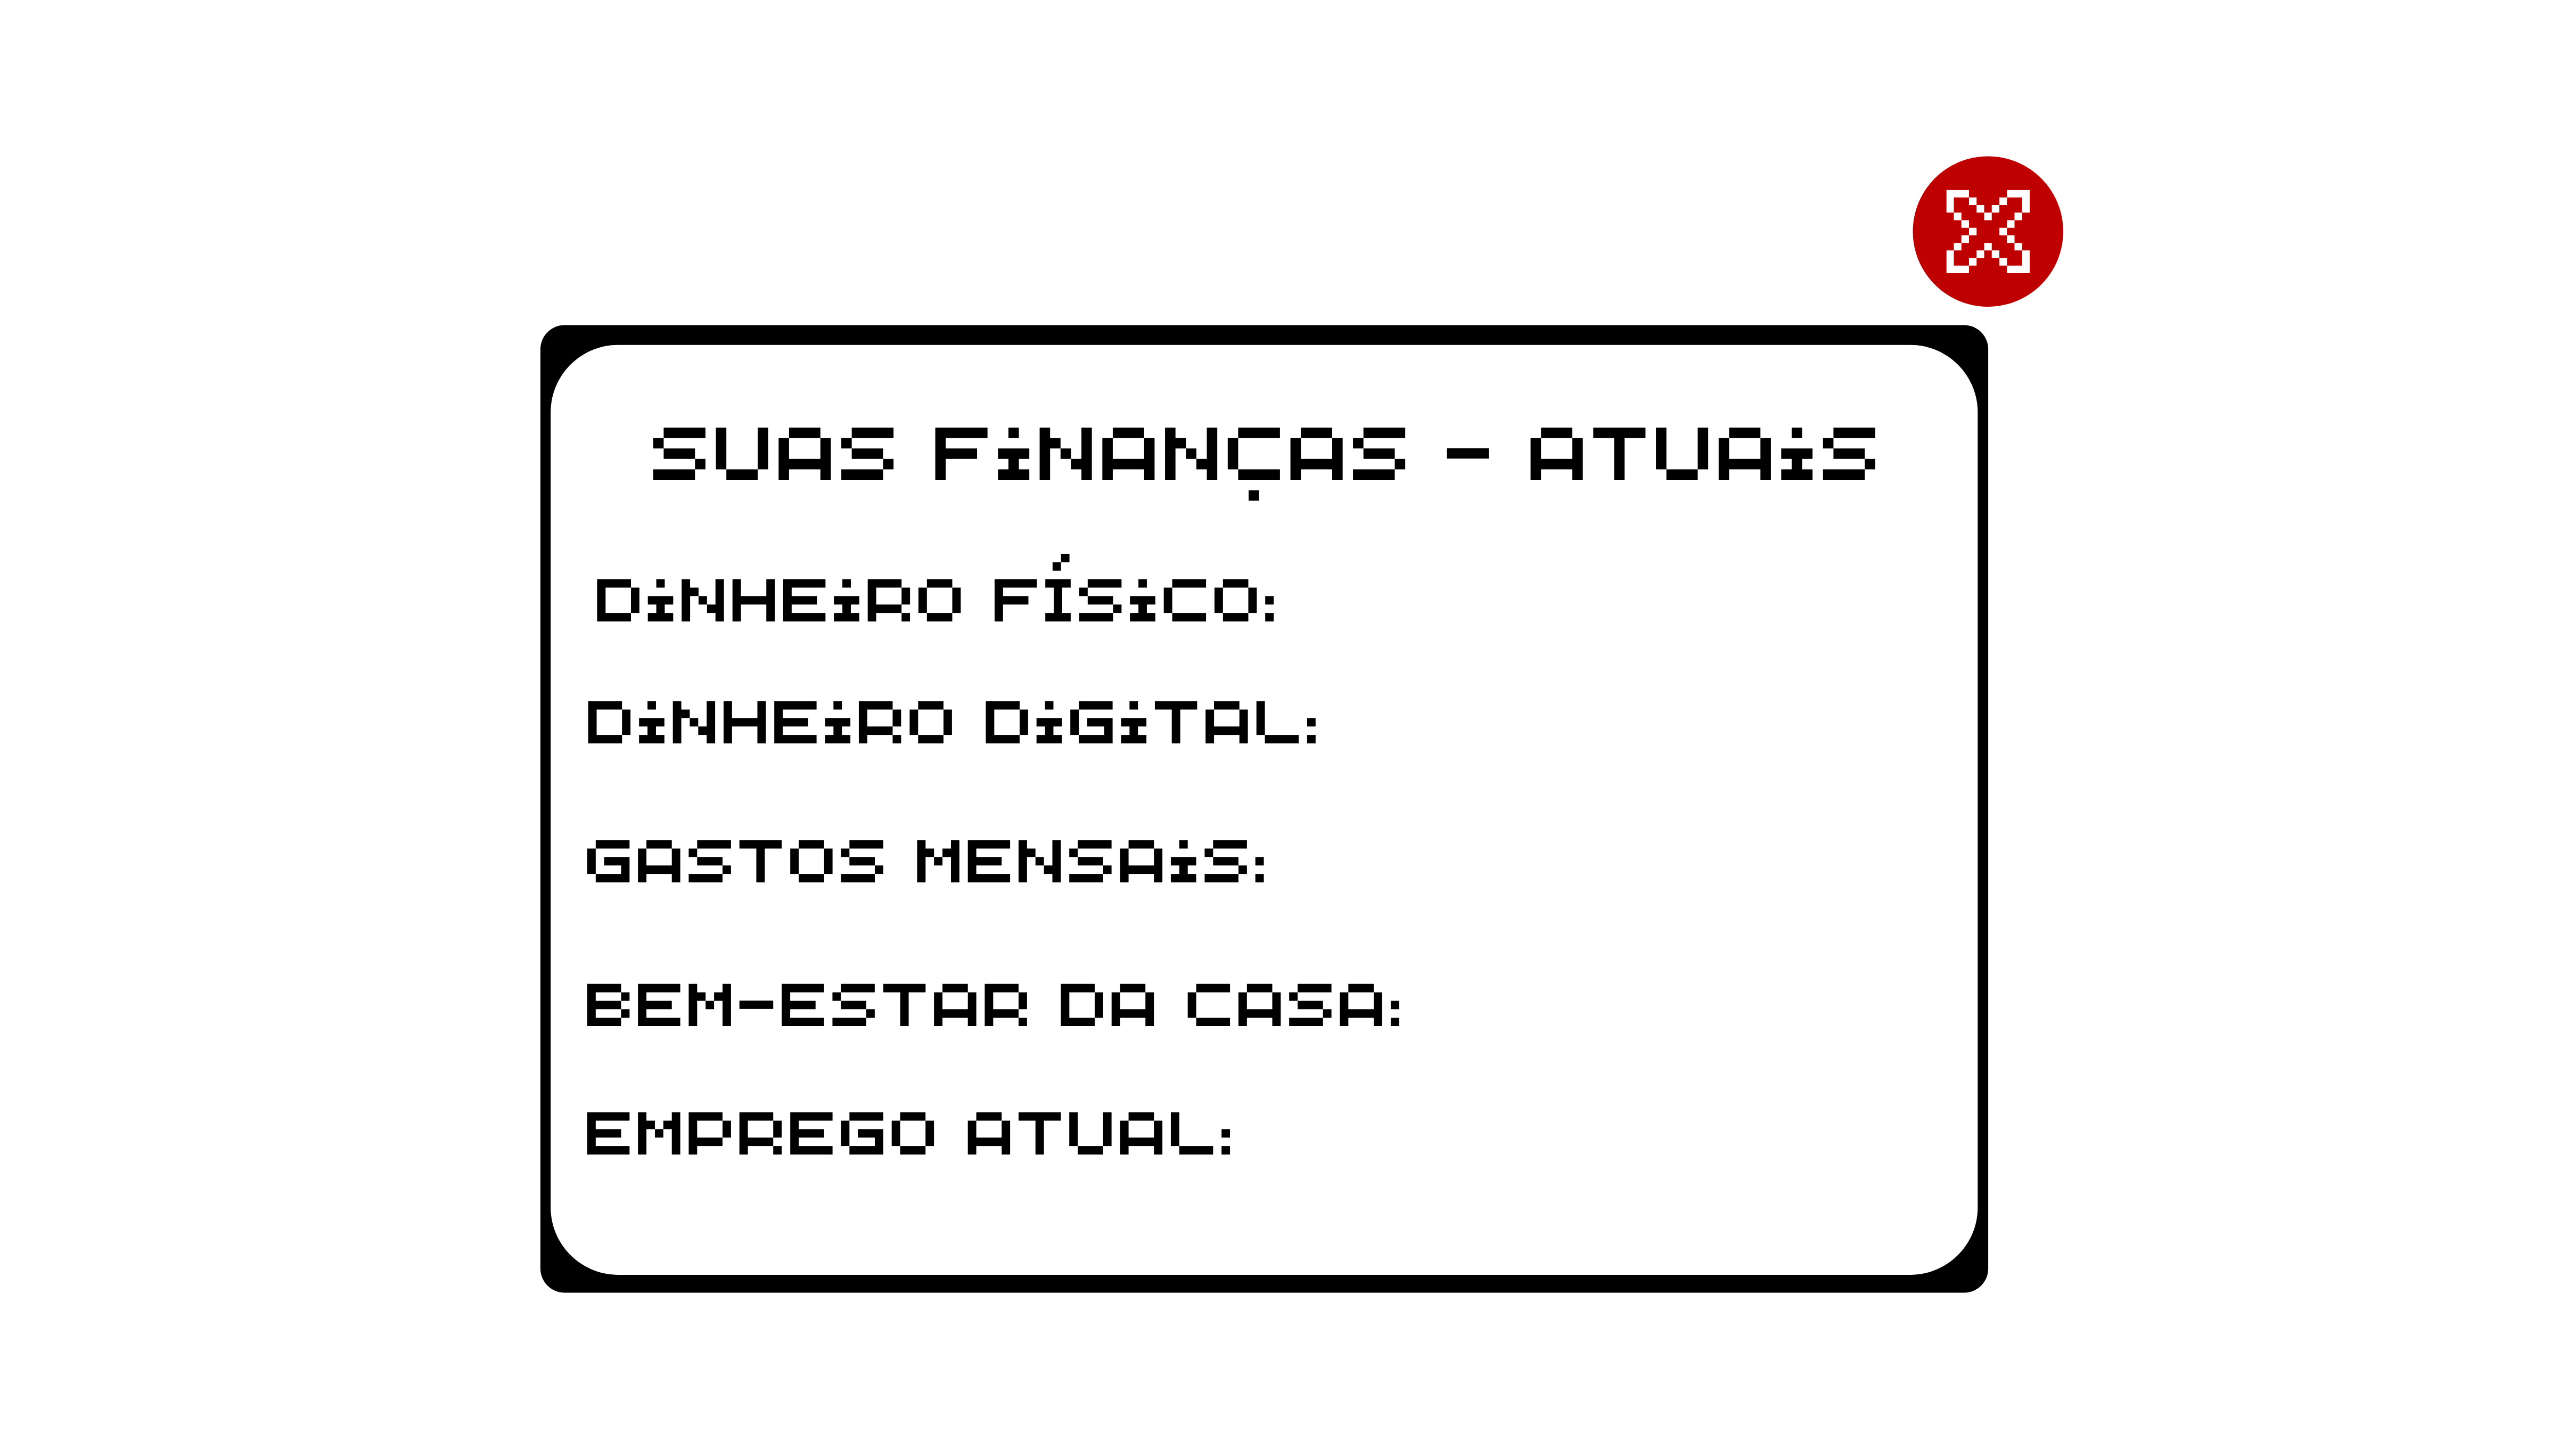 SUAS FiNANÇAS - ATUAiS
DiNHEiRO FÍSiCO:
DiNHEiRO DiGiTAL:
GASTOS MENSAiS:
BEM-ESTAR DA CASA:
EMPREGO ATUAL: